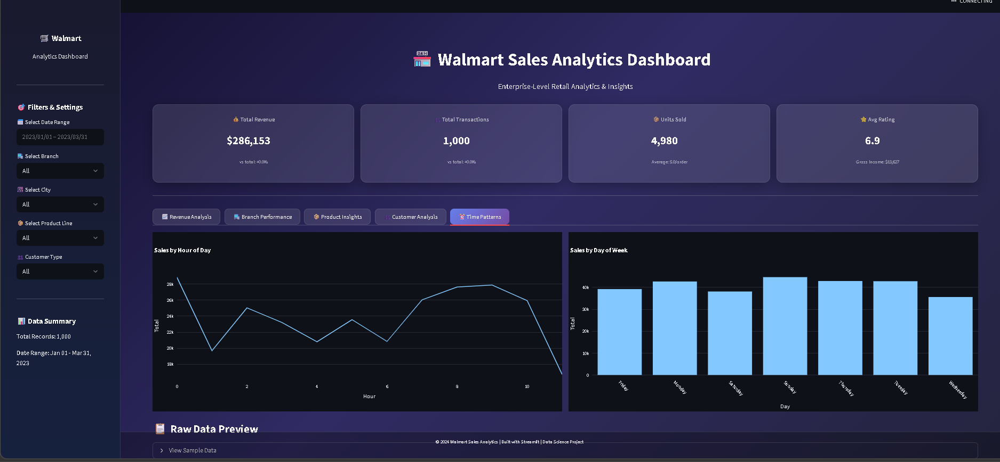 CONNECTING
Walmart
Analytics Dashboard
Filters & Settings
Select Date Range
2023/01/01 – 2023/03/31
Select Branch
All
Select City
All
Select Product Line
All
Customer Type
All
Data Summary
Total Records: 1,000
Date Range: Jan 01 - Mar 31,
2023
24 H
Walmart Sales Analytics Dashboard
Enterprise-Level Retail Analytics & Insights
Total Revenue
$286,153
vs total: +0.0%
Total Transactions
1,000
vs total: +0.0%
Units Sold
4,980
Average: 5.0/order
Avg Rating
6.9
Gross Income: $13,627
Revenue Analysis
Branch Performance
Product Insights
Customer Analysis
Time Patterns
Sales by Hour of Day
28k
26k
24k
22k
20k
18k
Total
0 2 4 6 8 10
Hour
Sales by Day of Week
40k
30k
20k
10k
0
Total
Friday Monday Saturday Sunday Thursday Tuesday Wednesday
Day
Raw Data Preview
© 2024 Walmart Sales Analytics | Built with Streamlit | Data Science Project
View Sample Data